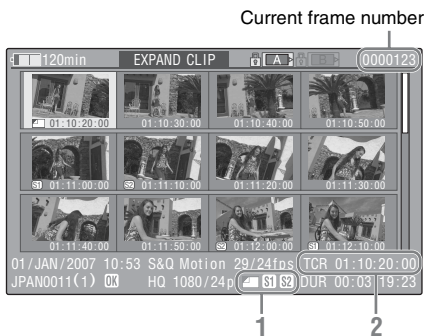 Current frame number
120min EXPAND CLIP A B 0000123
01:10:20:00 01:10:30:00 01:10:40:00 01:10:50:00
S1 01:11:00:00 S2 01:11:10:00 01:11:20:00 01:11:30:00
01:11:40:00 01:11:50:00 S2 01:12:00:00 S1 01:12:10:00
01/JAN/2007 10:53 S&Q Motion 29/24fps TCR 01:10:20:00
JPAN0011(1) OK HQ 1080/24p S1 S2 DUR 00:03:19:23
1 2